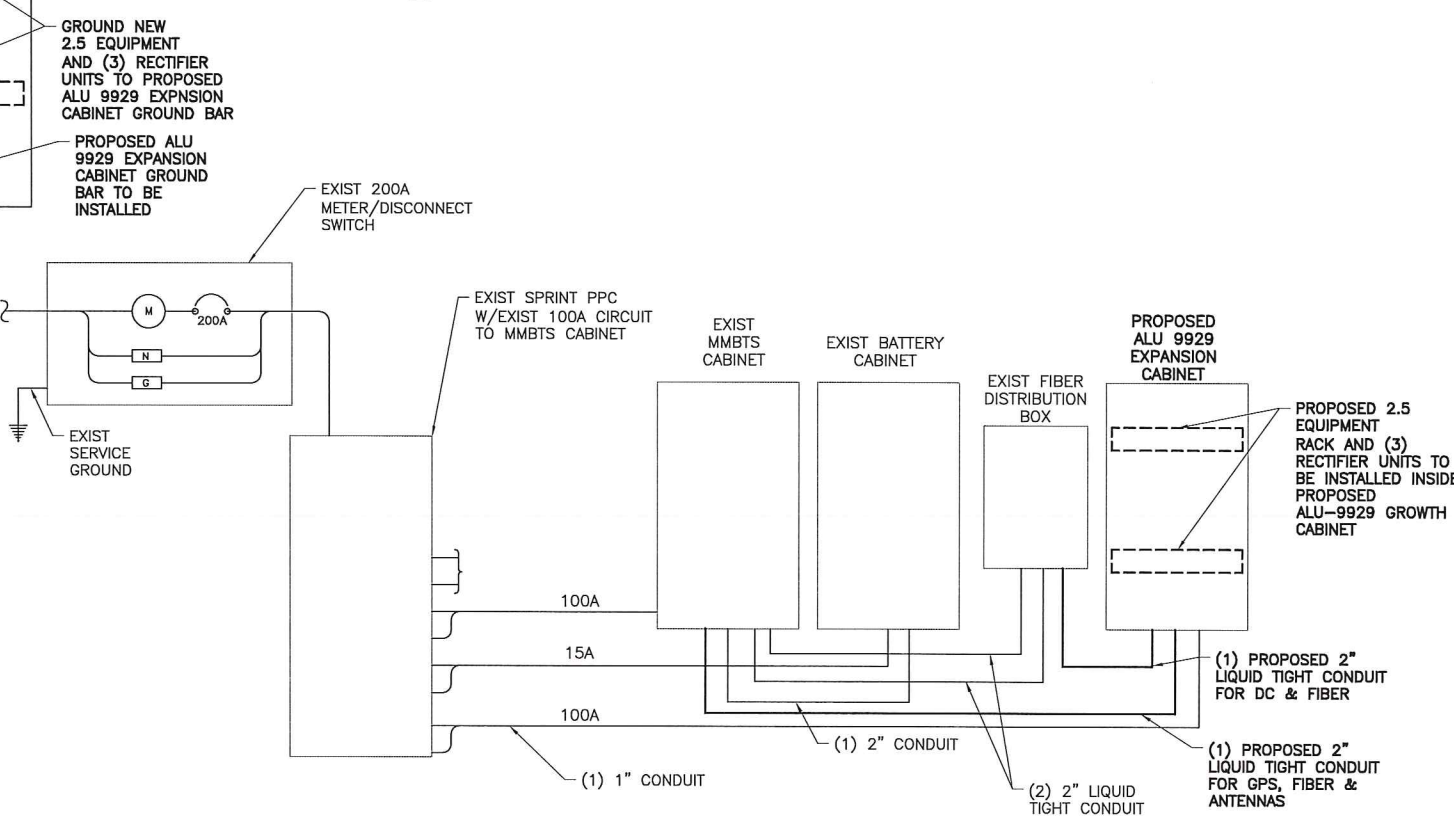 GROUND NEW
2.5 EQUIPMENT
AND (3) RECTIFIER
UNITS TO PROPOSED
ALU 9929 EXPNSION
CABINET GROUND BAR
PROPOSED ALU
9929 EXPANSION
CABINET GROUND
BAR TO BE
INSTALLED
EXIST 200A
METER/DISCONNECT
SWITCH
M
200A
N
G
EXIST
SERVICE
GROUND
EXIST SPRINT PPC
W/EXIST 100A CIRCUIT
TO MMBTS CABINET
EXIST
MMBTS
CABINET
EXIST BATTERY
CABINET
EXIST FIBER
DISTRIBUTION
BOX
PROPOSED
ALU 9929
EXPANSION
CABINET
PROPOSED 2.5
EQUIPMENT
RACK AND (3)
RECTIFIER UNITS TO
BE INSTALLED INSIDE
PROPOSED
ALU-9929 GROWTH
CABINET
100A
15A
100A
(1) 1" CONDUIT
(1) 2" CONDUIT
(2) 2" LIQUID
TIGHT CONDUIT
(1) PROPOSED 2"
LIQUID TIGHT CONDUIT
FOR DC & FIBER
(1) PROPOSED 2"
LIQUID TIGHT CONDUIT
FOR GPS, FIBER &
ANTENNAS